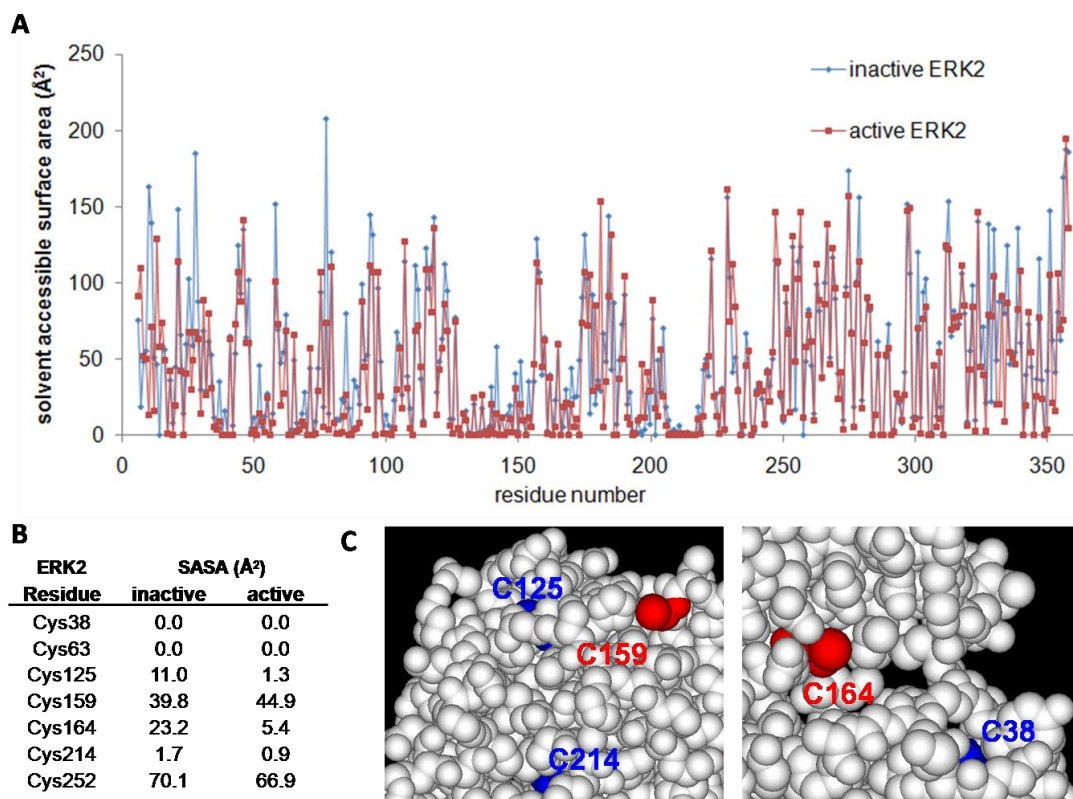 A
250
200
150
100
50
0
solvent accessible surface area (Å²)
inactive ERK2
active ERK2
0 50 100 150 200 250 300 350
residue number
B
ERK2 SASA (Å²)
Residue inactive active
Cys38 0.0 0.0
Cys63 0.0 0.0
Cys125 11.0 1.3
Cys159 39.8 44.9
Cys164 23.2 5.4
Cys214 1.7 0.9
Cys252 70.1 66.9
C
C125
C159
C214
C164
C38